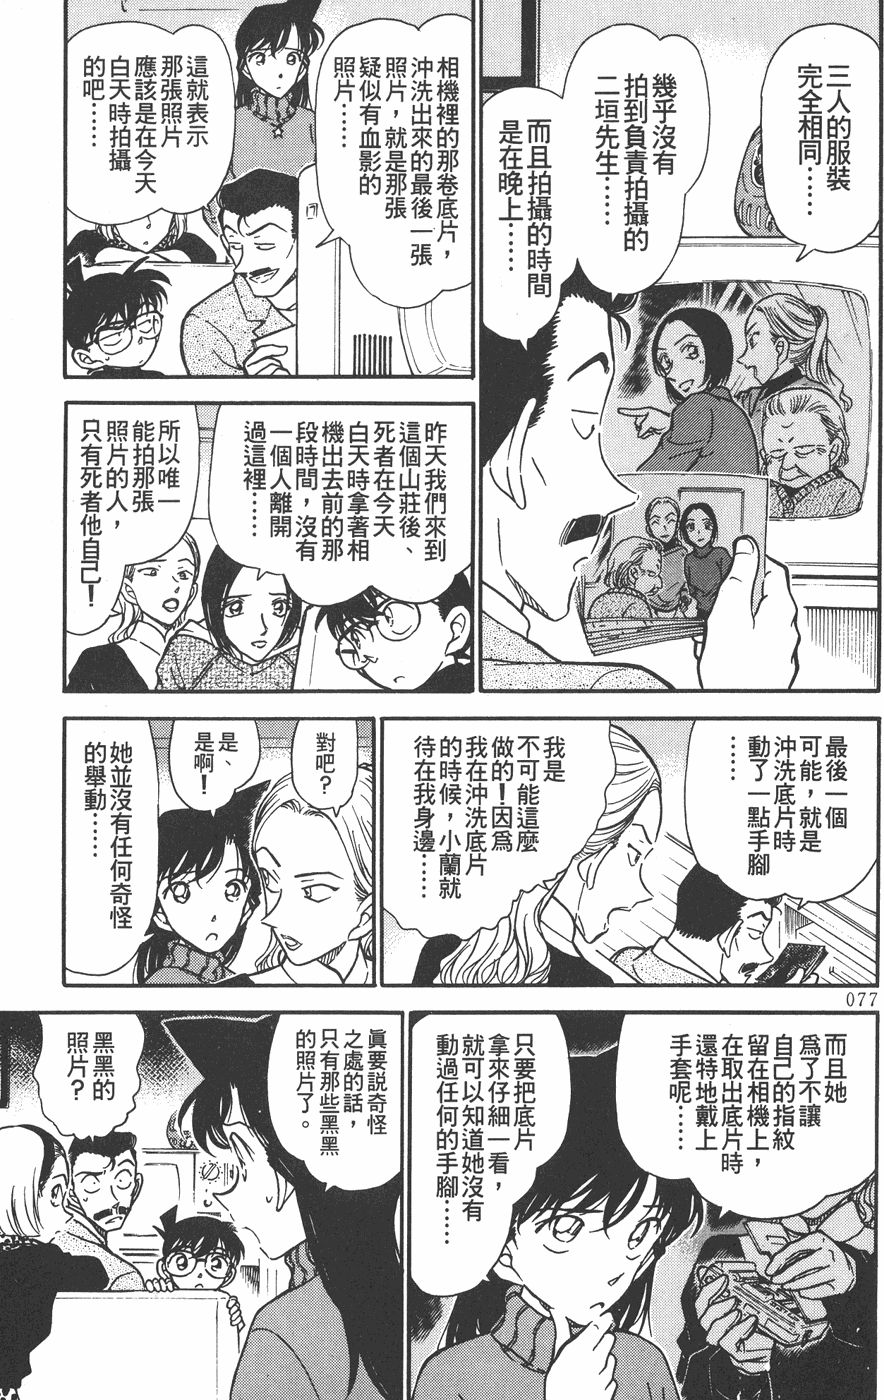 三人的服裝
完全相同……
幾乎沒有
拍到負責拍攝的
二垣先生……
而且拍攝的時間
是在晚上……
相機裡的那卷底片，
沖洗出來的最後一張
照片，就是那張
疑似有血影的
照片……
這就表示
那張照片
應該是在今天
白天時拍攝
的吧……
昨天我們來到
這個山莊後、
死者在今天
白天時拿著相
機出去前的那
段時間，沒有
一個人離開
過這裡……
所以唯一
能拍那張
照片的人，
只有死者他自己！
最後一個
可能，就是
沖洗底片時
動了一點手腳
……
我是
不可能這麼
做的！因為
我在沖洗底片
的時候，小蘭就
待在我身邊……
對吧？
是、
是啊！
她並沒有任何奇怪
的舉動……
077
而且她
為了不讓
自己的指紋
留在相機上，
在取出底片時
還特地戴上
手套呢……
只要把底片
拿來仔細一看，
就可以知道她沒有
動過任何的手腳……
真要說奇怪
之處的話，
只有那些黑黑
的照片了。
黑黑的
照片？